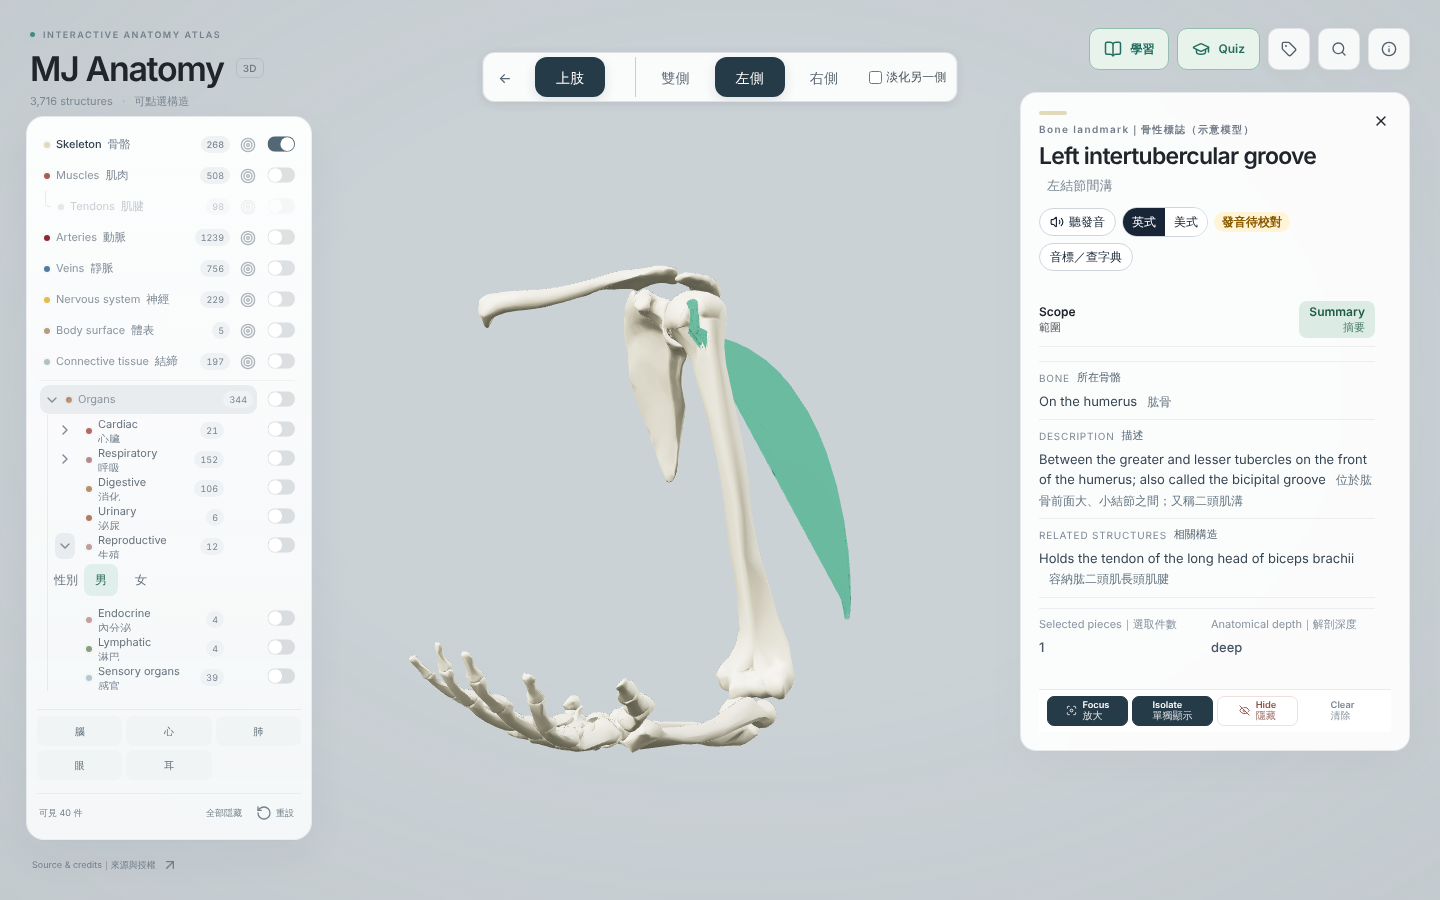 INTERACTIVE ANATOMY ATLAS
MJ Anatomy 3D
3,716 structures · 可點選構造
Skeleton 骨骼 268
Muscles 肌肉 508
Tendons 肌腱 98
Arteries 動脈 1239
Veins 靜脈 756
Nervous system 神經 229
Body surface 體表 5
Connective tissue 結締 197
Organs 344
Cardiac 21
心臟
Respiratory 152
呼吸
Digestive 106
消化
Urinary 6
泌尿
Reproductive 12
生殖
性別 男 女
Endocrine 4
內分泌
Lymphatic 4
淋巴
Sensory organs 39
感官
腦 心 肺
眼 耳
可見 40 件 全部隱藏 重設
Source & credits｜來源與授權
← 上肢 雙側 左側 右側 淡化另一側
學習 Quiz
Bone landmark｜骨性標誌（示意模型）
Left intertubercular groove
左結節間溝
聽發音 英式 美式 發音待校對
音標／查字典
Scope Summary
範圍 摘要
BONE 所在骨骼
On the humerus 肱骨
DESCRIPTION 描述
Between the greater and lesser tubercles on the front
of the humerus; also called the bicipital groove 位於肱
骨前面大、小結節之間；又稱二頭肌溝
RELATED STRUCTURES 相關構造
Holds the tendon of the long head of biceps brachii
容納肱二頭肌長頭肌腱
Selected pieces｜選取件數 Anatomical depth｜解剖深度
1 deep
Focus Isolate Hide Clear
放大 單獨顯示 隱藏 清除